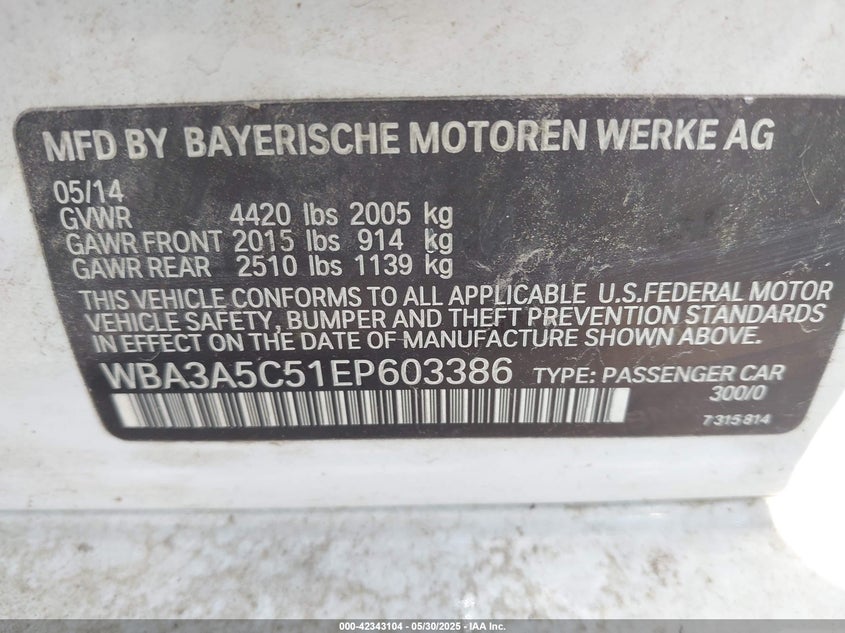 MFD BY BAYERISCHE MOTOREN WERKE AG
05/14
GVWR 4420 lbs 2005 kg
GAWR FRONT 2015 lbs 914 kg
GAWR REAR 2510 lbs 1139 kg
THIS VEHICLE CONFORMS TO ALL APPLICABLE U.S.FEDERAL MOTOR
VEHICLE SAFETY, BUMPER AND THEFT PREVENTION STANDARDS
IN EFFECT ON THE DATE OF MANUFACTURE SHOWN ABOVE.
WBA3A5C51EP603386 TYPE: PASSENGER CAR
300/0
7315814
000-42343104 - 05/30/2025 - IAA Inc.